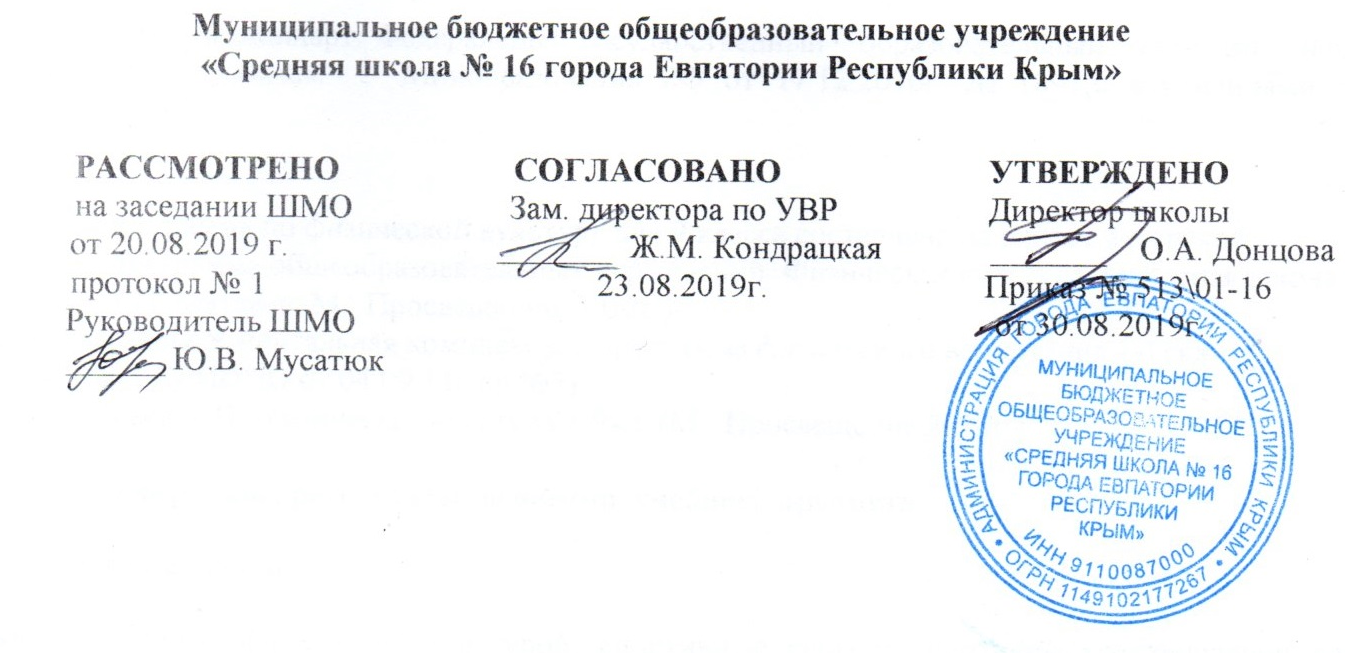 Муниципальное бюджетное общеобразовательное учреждение
«Средняя школа № 16 города Евпатории Республики Крым»
РАССМОТРЕНО
на заседании ШМО
от 20.08.2019 г.
протокол № 1
Руководитель ШМО
______ Ю.В. Мусатюк
СОГЛАСОВАНО
Зам. директора по УВР
_______ Ж.М. Кондрацкая
23.08.2019г.
УТВЕРЖДЕНО
Директор школы
_______ О.А. Донцова
Приказ № 513\01-16
от 30.08.2019г
АДМИНИСТРАЦИЯ ГОРОДА ЕВПАТОРИИ РЕСПУБЛИКИ КРЫМ
МУНИЦИПАЛЬНОЕ
БЮДЖЕТНОЕ
ОБЩЕОБРАЗОВАТЕЛЬНОЕ
УЧРЕЖДЕНИЕ
«СРЕДНЯЯ ШКОЛА № 16
ГОРОДА ЕВПАТОРИИ
РЕСПУБЛИКИ
КРЫМ»
ИНН 9110087000
• ОГРН 1149102177267 •